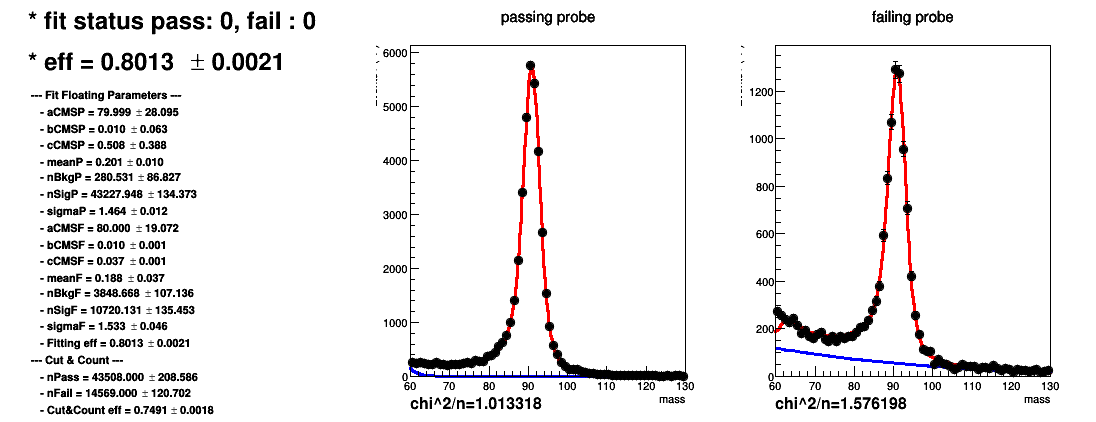 * fit status pass: 0, fail : 0
* eff = 0.8013 ± 0.0021
--- Fit Floating Parameters ---
- aCMSP = 79.999 ± 28.095
- bCMSP = 0.010 ± 0.063
- cCMSP = 0.508 ± 0.388
- meanP = 0.201 ± 0.010
- nBkgP = 280.531 ± 86.827
- nSigP = 43227.948 ± 134.373
- sigmaP = 1.464 ± 0.012
- aCMSF = 80.000 ± 19.072
- bCMSF = 0.010 ± 0.001
- cCMSF = 0.037 ± 0.001
- meanF = 0.188 ± 0.037
- nBkgF = 3848.668 ± 107.136
- nSigF = 10720.131 ± 135.453
- sigmaF = 1.533 ± 0.046
- Fitting eff = 0.8013 ± 0.0021
--- Cut & Count ---
- nPass = 43508.000 ± 208.586
- nFail = 14569.000 ± 120.702
- Cut&Count eff = 0.7491 ± 0.0018
passing probe
6000
5000
4000
3000
2000
1000
0
60 70 80 90 100 110 120 130
mass
chi^2/n=1.013318
failing probe
1200
1000
800
600
400
200
0
60 70 80 90 100 110 120 130
mass
chi^2/n=1.576198